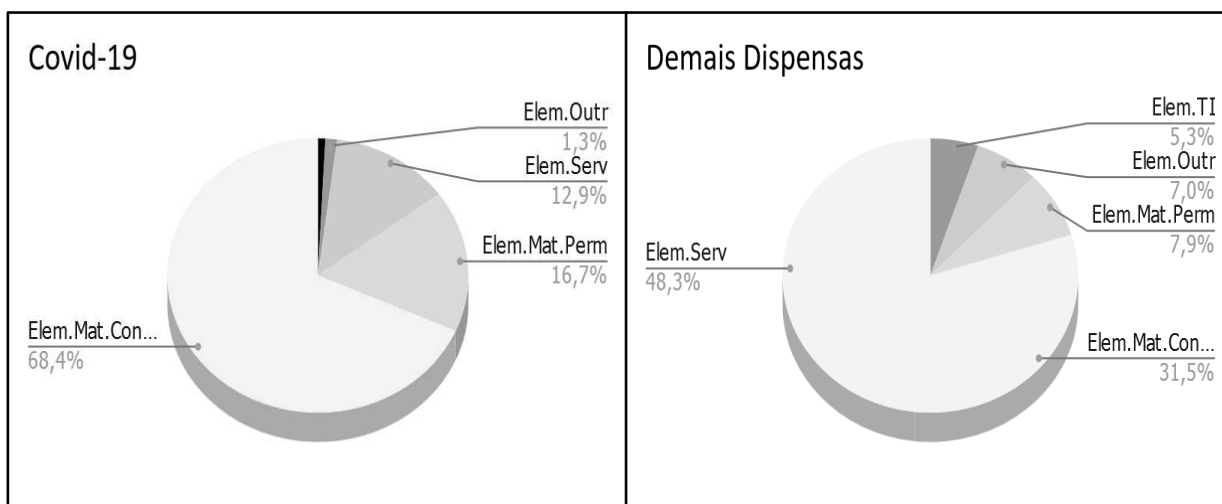 Covid-19
Elem.Outr
1,3%
Elem.Serv
12,9%
Elem.Mat.Perm
16,7%
Elem.Mat.Con...
68,4%
Demais Dispensas
Elem.TI
5,3%
Elem.Outr
7,0%
Elem.Mat.Perm
7,9%
Elem.Serv
48,3%
Elem.Mat.Con...
31,5%